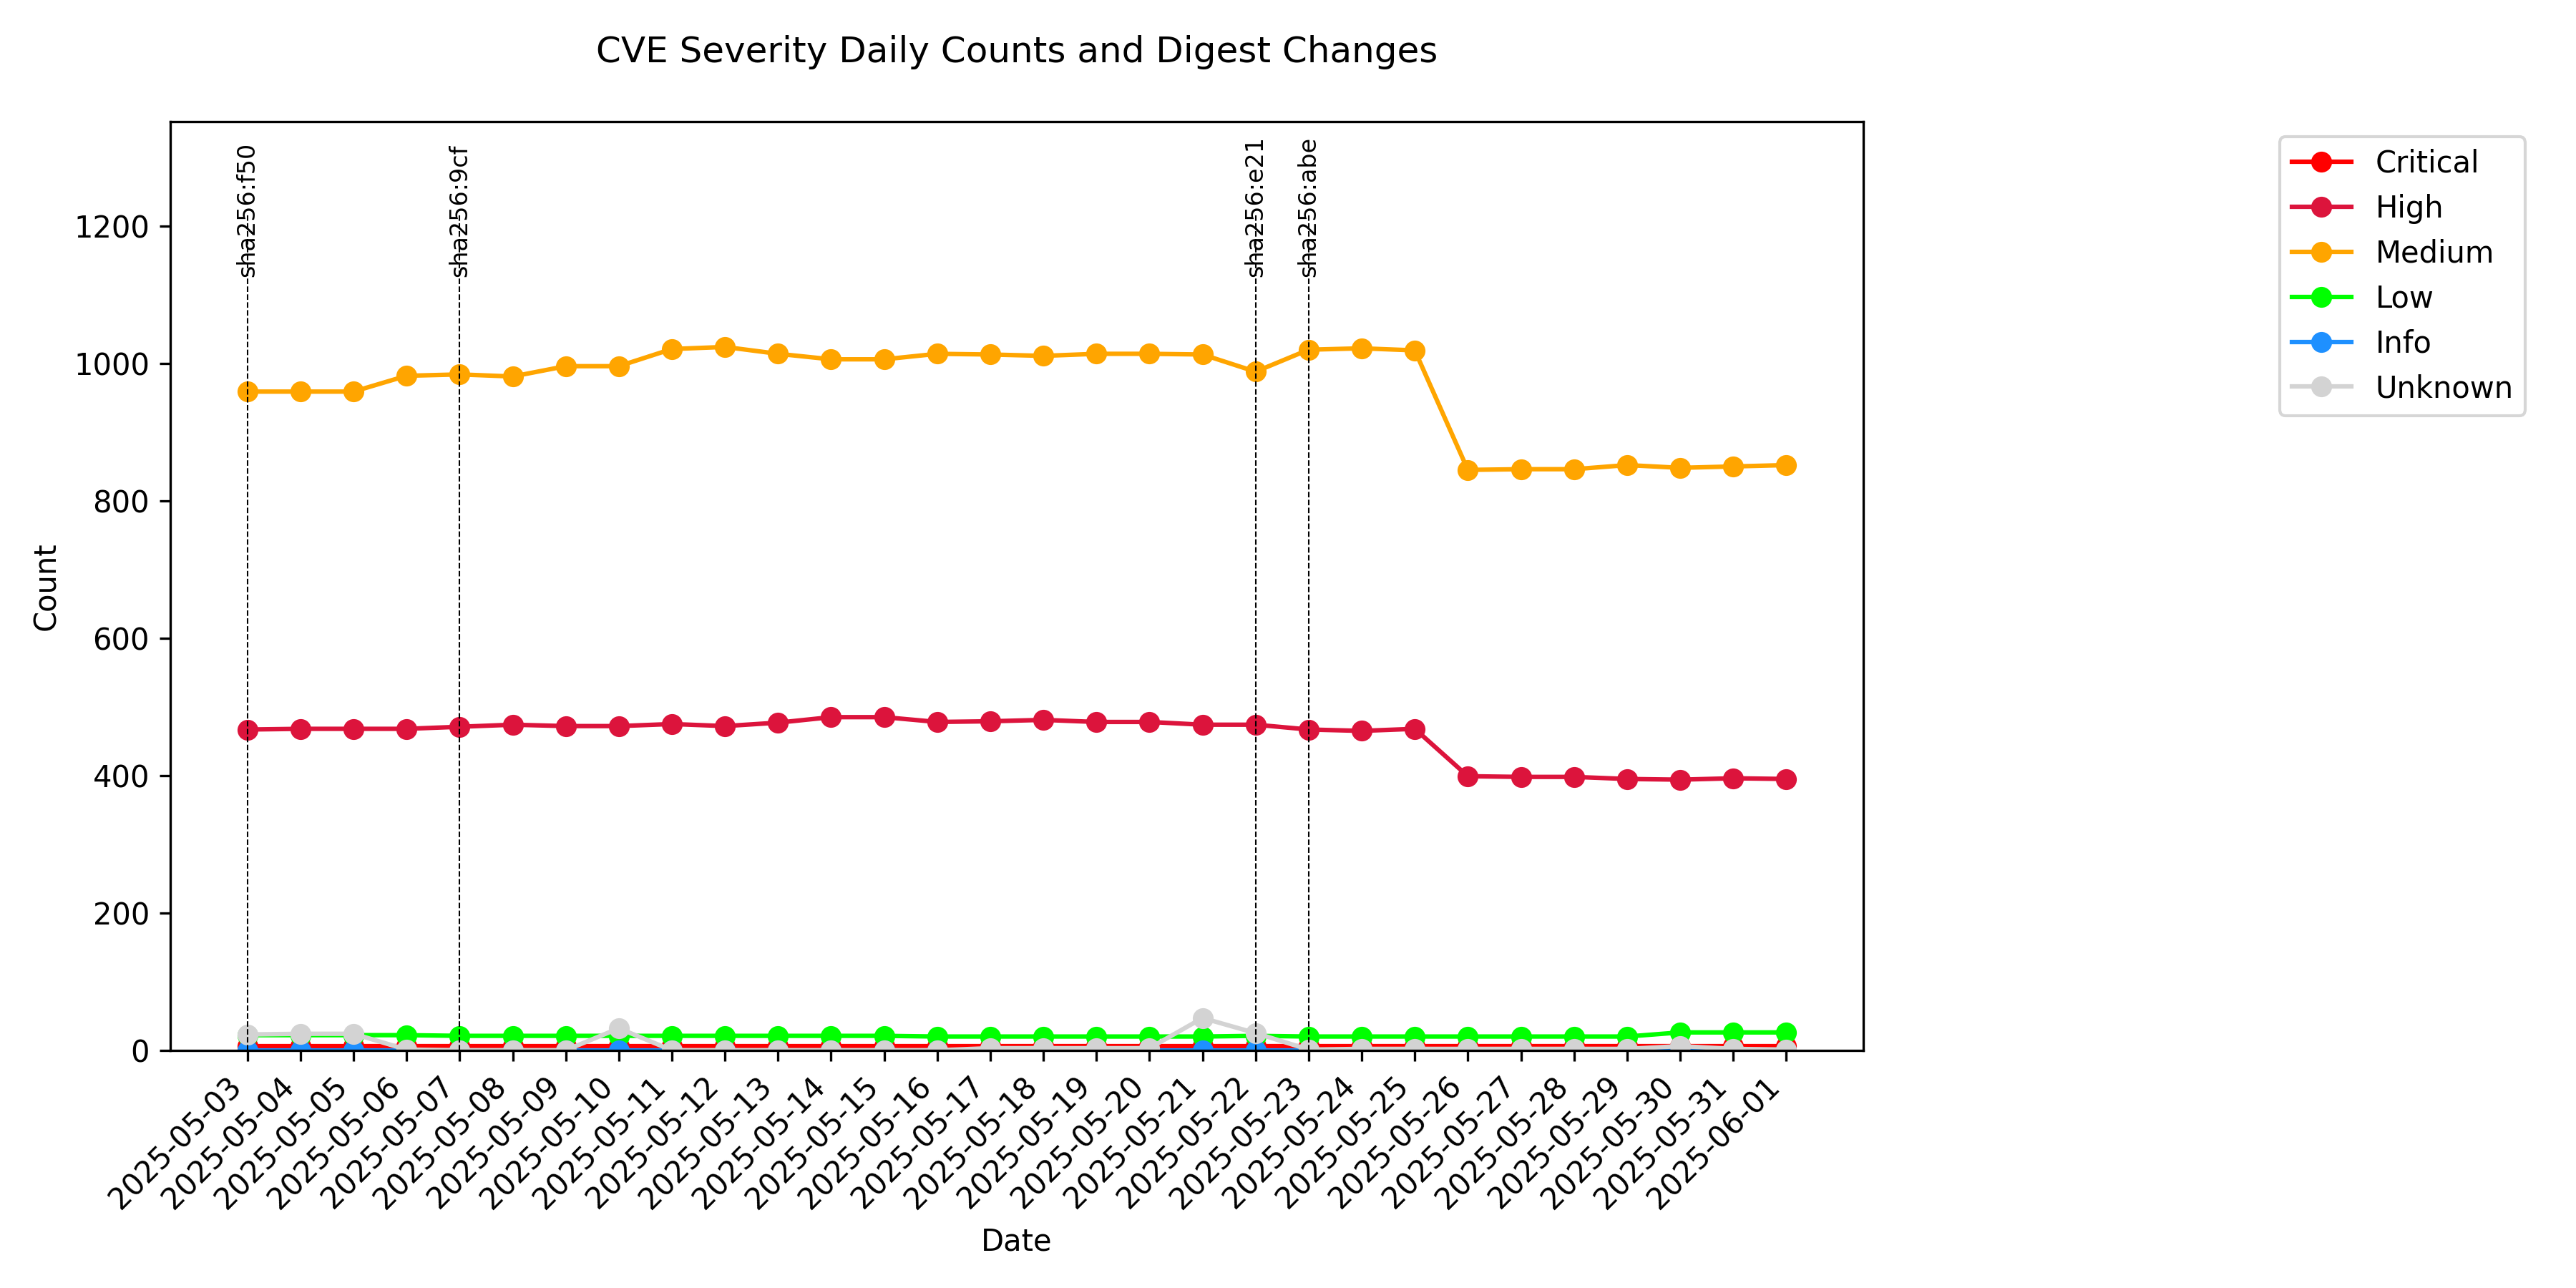 CVE Severity Daily Counts and Digest Changes
sha256:f50
sha256:9cf
sha256:e21
sha256:abe
Critical
High
Medium
Low
Info
Unknown
1200
1000
800
600
400
200
0
Count
2025-05-03
2025-05-04
2025-05-05
2025-05-06
2025-05-07
2025-05-08
2025-05-09
2025-05-10
2025-05-11
2025-05-12
2025-05-13
2025-05-14
2025-05-15
2025-05-16
2025-05-17
2025-05-18
2025-05-19
2025-05-20
2025-05-21
2025-05-22
2025-05-23
2025-05-24
2025-05-25
2025-05-26
2025-05-27
2025-05-28
2025-05-29
2025-05-30
2025-05-31
2025-06-01
Date